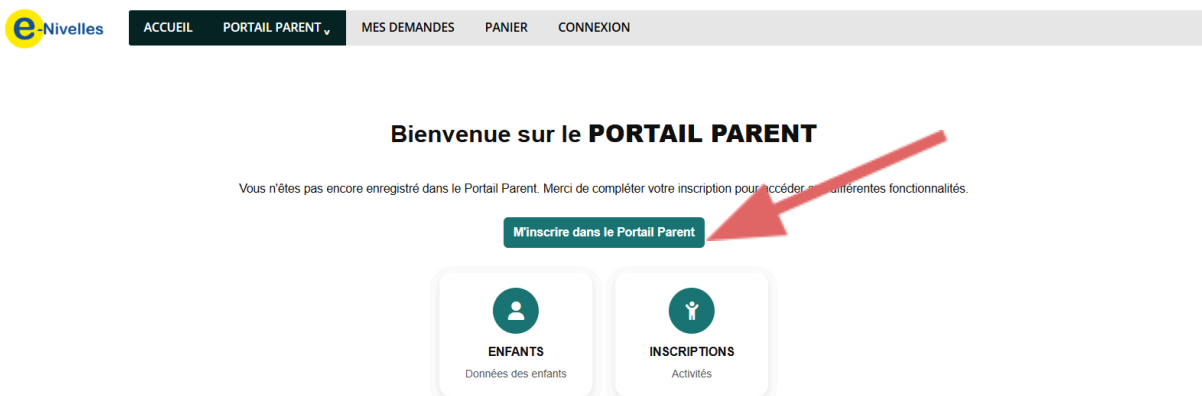 e-Nivelles ACCUEIL PORTAIL PARENT v MES DEMANDES PANIER CONNEXION
Bienvenue sur le PORTAIL PARENT
Vous n'êtes pas encore enregistré dans le Portail Parent. Merci de compléter votre inscription pour accéder différentes fonctionnalités.
M'inscrire dans le Portail Parent
ENFANTS INSCRIPTIONS
Données des enfants Activités